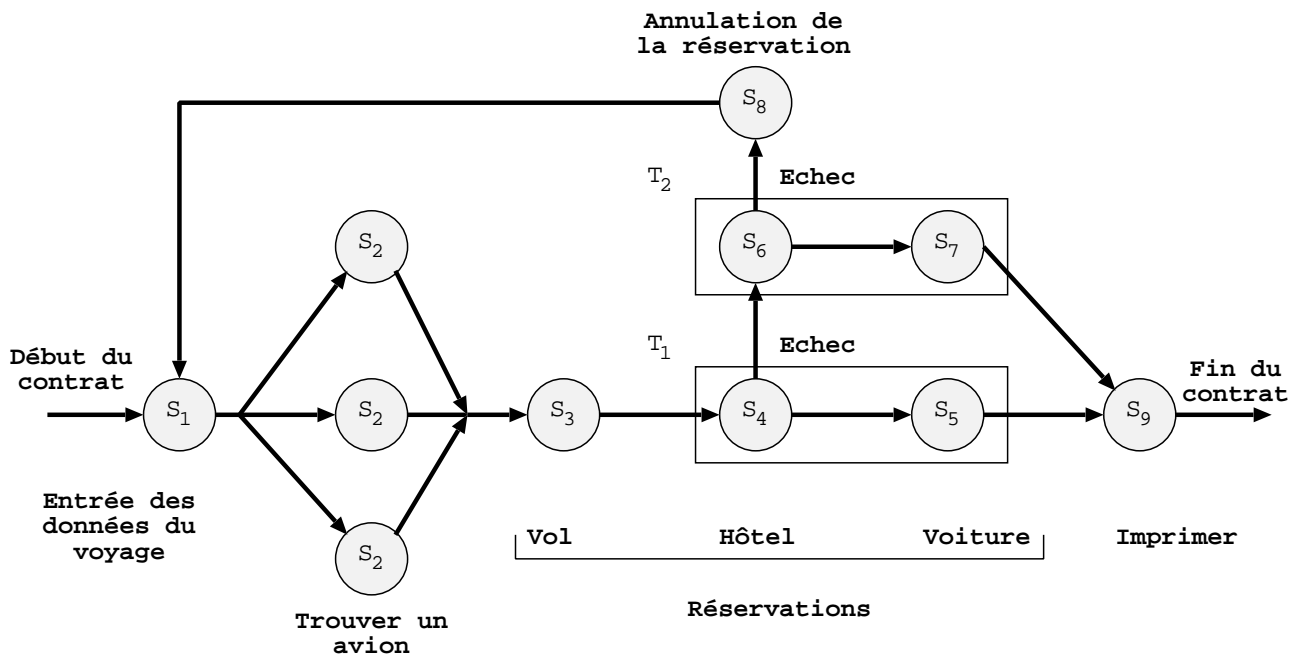 Annulation de
la réservation
S8
T2
Echec
S2
S6
S7
Début du
contrat
T1
Echec
Fin du
contrat
S1
S2
S3
S4
S5
S9
Entrée des
données du
voyage
S2
Vol
Hôtel
Voiture
Imprimer
Réservations
Trouver un
avion